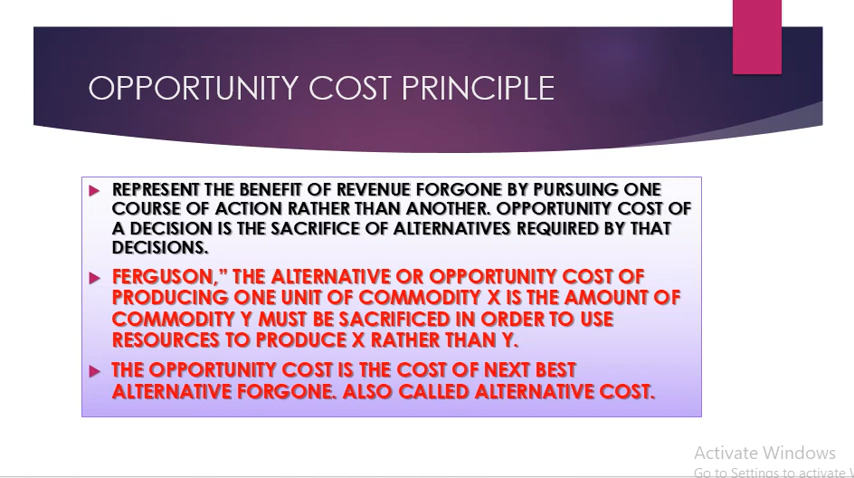 OPPORTUNITY COST PRINCIPLE
REPRESENT THE BENEFIT OF REVENUE FORGONE BY PURSUING ONE
COURSE OF ACTION RATHER THAN ANOTHER. OPPORTUNITY COST OF
A DECISION IS THE SACRIFICE OF ALTERNATIVES REQUIRED BY THAT
DECISIONS.
FERGUSON,” THE ALTERNATIVE OR OPPORTUNITY COST OF
PRODUCING ONE UNIT OF COMMODITY X IS THE AMOUNT OF
COMMODITY Y MUST BE SACRIFICED IN ORDER TO USE
RESOURCES TO PRODUCE X RATHER THAN Y.
THE OPPORTUNITY COST IS THE COST OF NEXT BEST
ALTERNATIVE FORGONE. ALSO CALLED ALTERNATIVE COST.
Activate Windows
Go to Settings to activate W